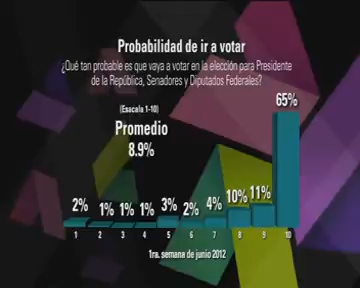 Probabilidad de ir a votar
¿Qué tan probable es que vaya a votar en la elección para Presidente
de la República, Senadores y Diputados Federales?
(Esacala 1-10)
Promedio
8.9%
2% 1% 1% 1% 3% 2% 4% 10% 11% 65%
1 2 3 4 5 6 7 8 9 10
1ra. semana de junio 2012